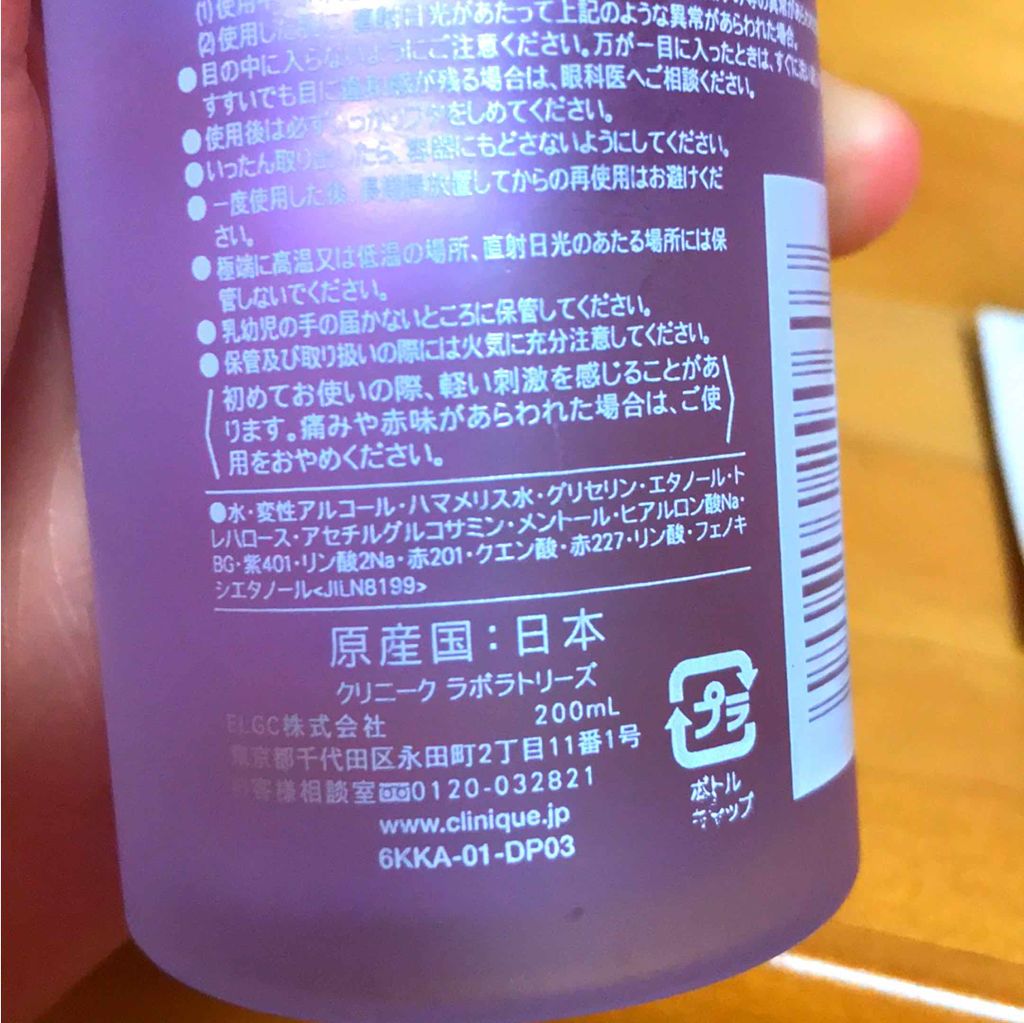 (1)使用
(2)使用した 直射日光があたって上記のような異常があらわれた場合。
●目の中に入らないようにご注意ください。万が一目に入ったときは、すぐに洗い
すすいでも目に 残る場合は、眼科医へご相談ください。
●使用後は必ずしっかりフタをしめてください。
●いったん取り出したら、容器にもどさないようにしてください。
●一度使用した後、長期間放置してからの再使用はお避けくだ
さい。
●極端に高温又は低温の場所、直射日光のあたる場所には保
管しないでください。
●乳幼児の手の届かないところに保管してください。
●保管及び取り扱いの際には火気に充分注意してください。
初めてお使いの際、軽い刺激を感じることがあ
ります。痛みや赤味があらわれた場合は、ご使
用をおやめください。
●水・変性アルコール・ハマメリス水・グリセリン・エタノール・ト
レハロース・アセチルグルコサミン・メントール・ヒアルロン酸Na・
BG・紫401・リン酸2Na・赤201・クエン酸・赤227・リン酸・フェノキ
シエタノール<JILN8199>
原産国：日本
クリニーク ラボラトリーズ
ELGC株式会社 200mL
東京都千代田区永田町2丁目11番1号
お客様相談室 0120-032821
www.clinique.jp
6KKA-01-DP03
プラ
ボトル
キャップ